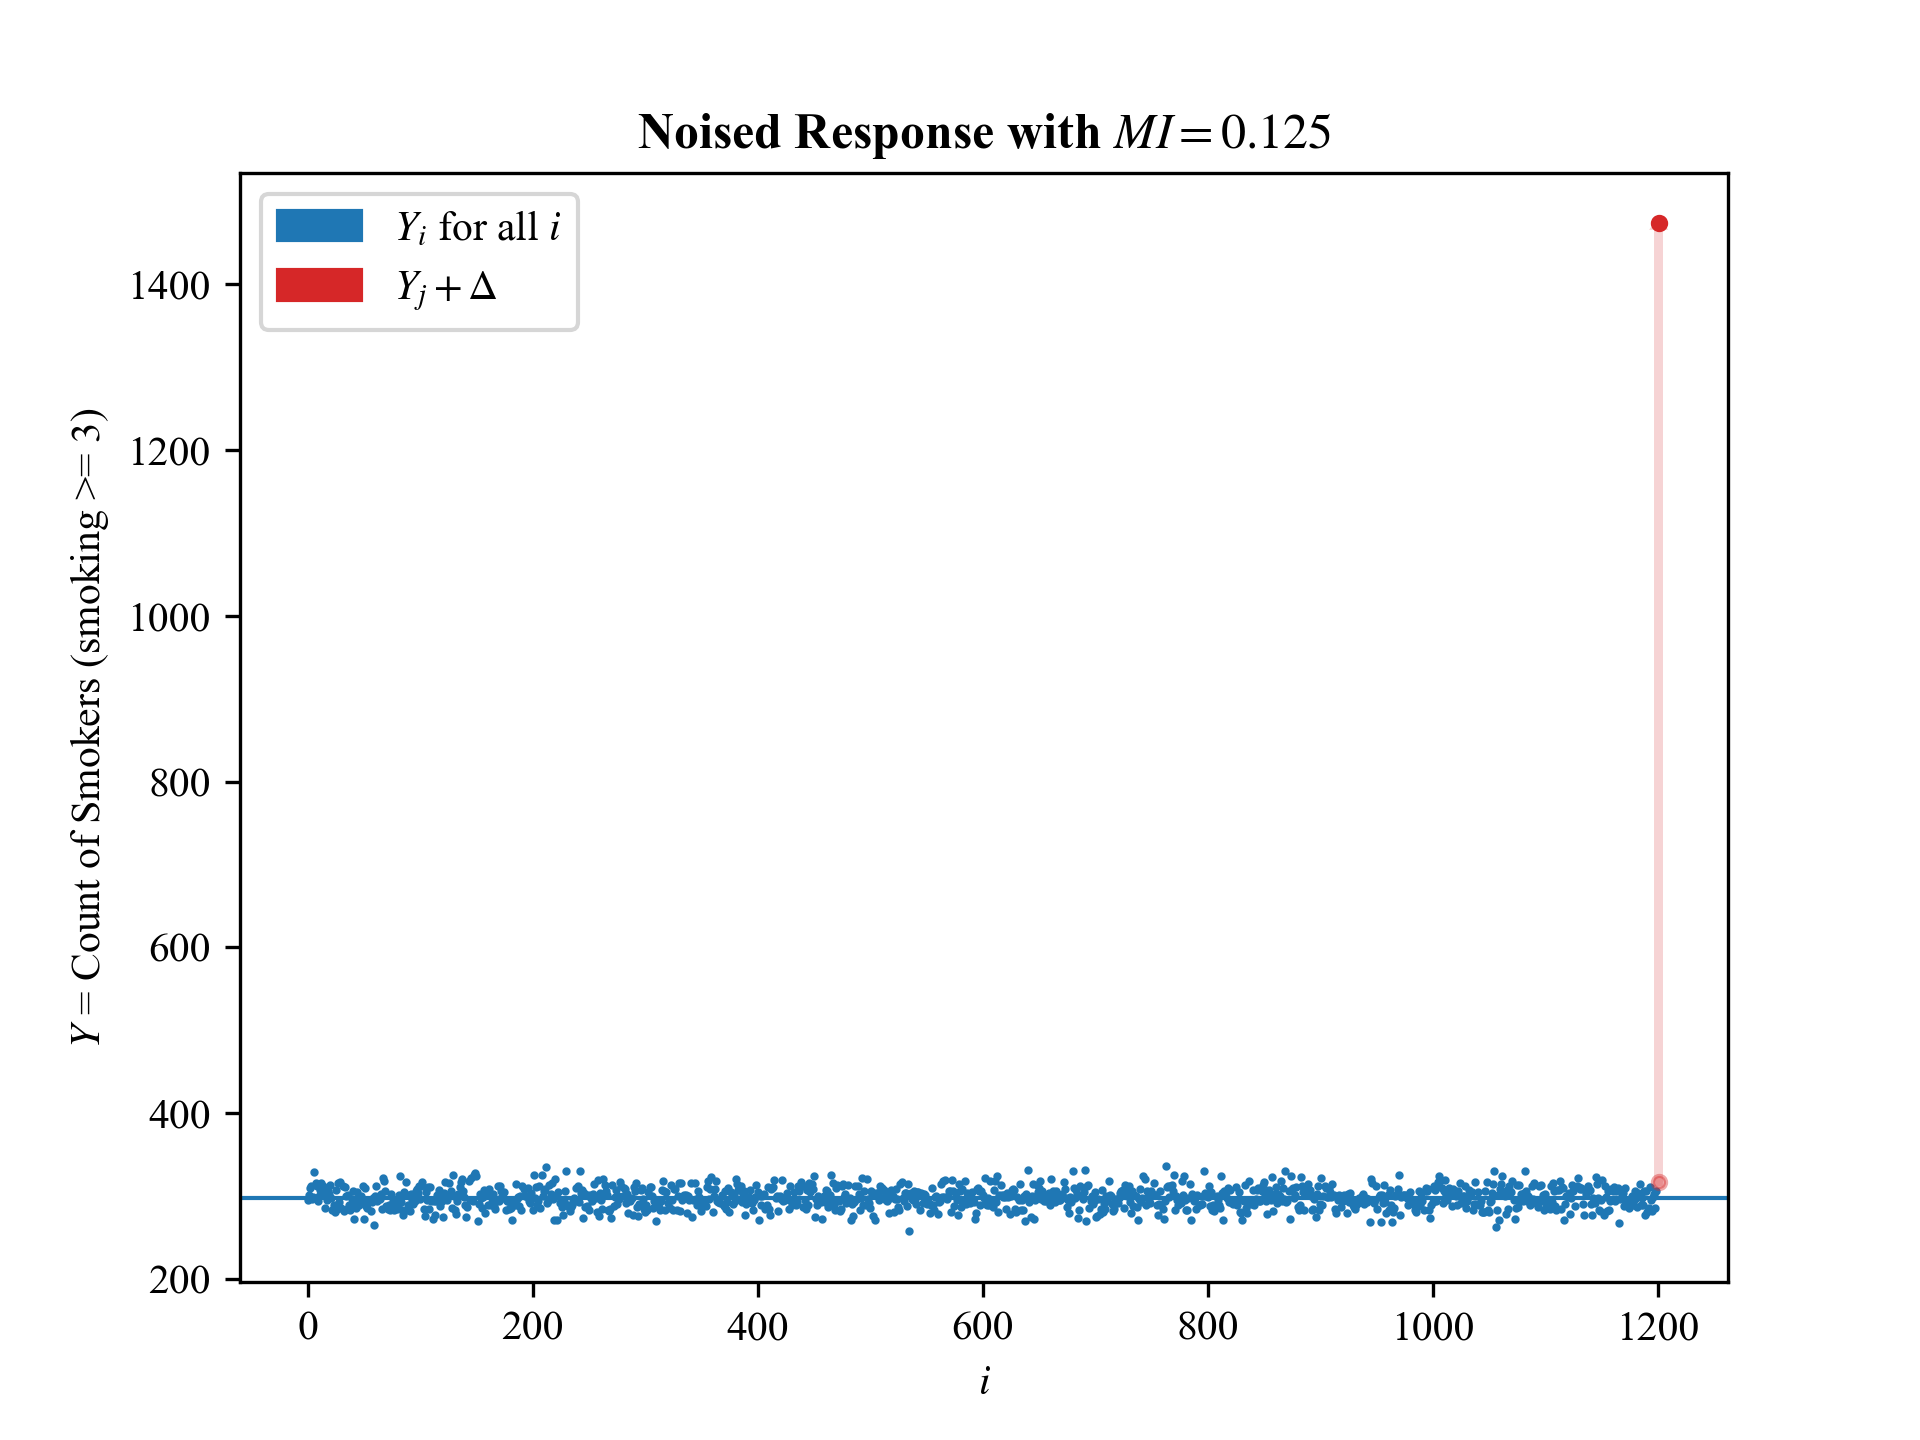 Noised Response with MI = 0.125
Y_i for all i
Y_j + Δ
Y = Count of Smokers (smoking >= 3)
1400
1200
1000
800
600
400
200
0 200 400 600 800 1000 1200
i